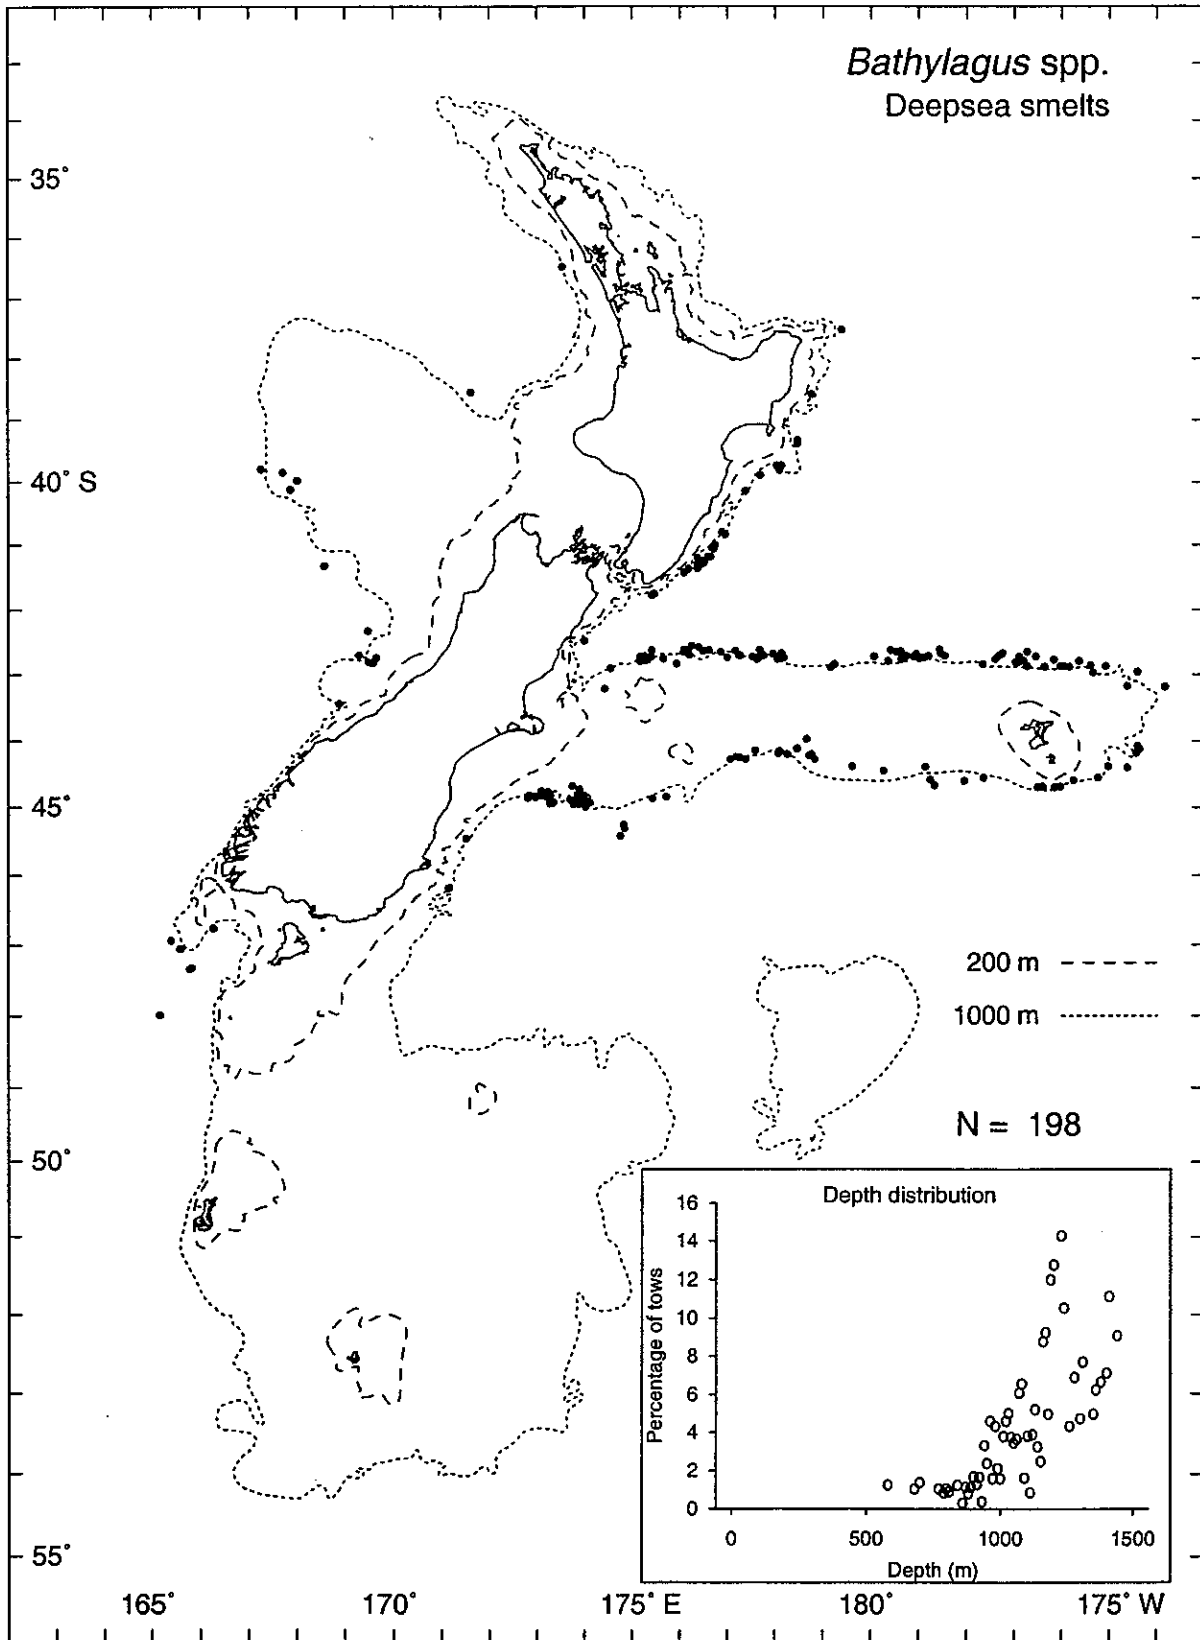 Bathylagus spp.
Deepsea smelts
35°
40° S
45°
50°
55°
200 m
1000 m
N = 198
Depth distribution
16
14
12
10
8
6
4
2
0
Percentage of tows
0 500 1000 1500
Depth (m)
165° 170° 175° E 180° 175° W